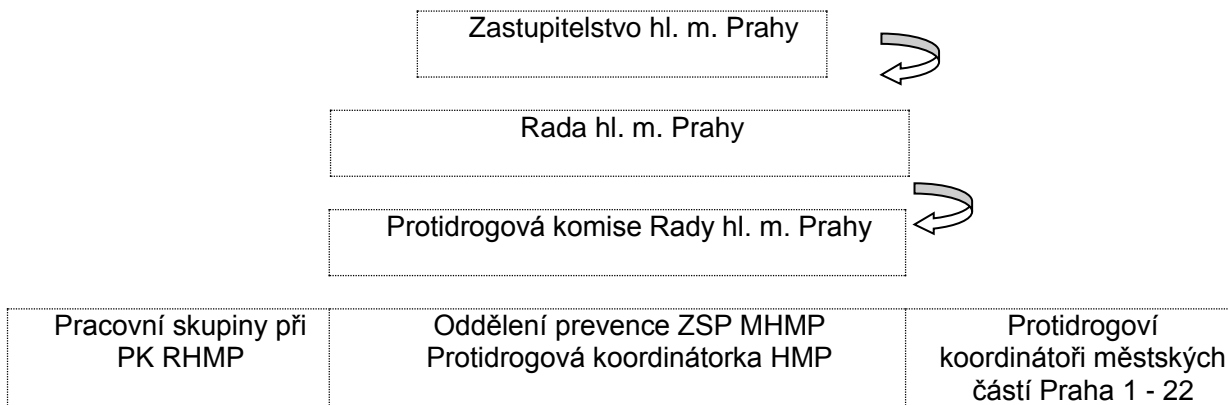 Zastupitelstvo hl. m. Prahy
Rada hl. m. Prahy
Protidrogová komise Rady hl. m. Prahy
Pracovní skupiny při
PK RHMP
Oddělení prevence ZSP MHMP
Protidrogová koordinátorka HMP
Protidrogoví
koordinátoři městských
částí Praha 1 - 22